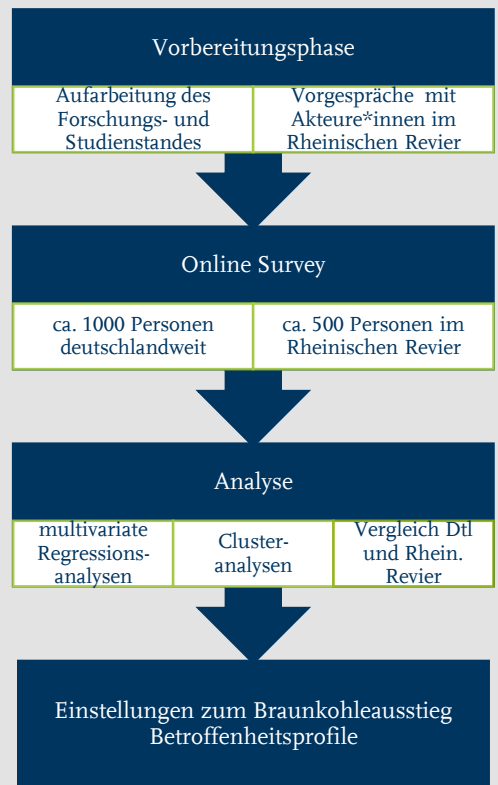 Vorbereitungsphase
Aufarbeitung des
Forschungs- und
Studienstandes
Vorgespräche mit
Akteure*innen im
Rheinischen Revier
Online Survey
ca. 1000 Personen
deutschlandweit
ca. 500 Personen im
Rheinischen Revier
Analyse
multivariate
Regressions-
analysen
Cluster-
analysen
Vergleich Dtl
und Rhein.
Revier
Einstellungen zum Braunkohleausstieg
Betroffenheitsprofile